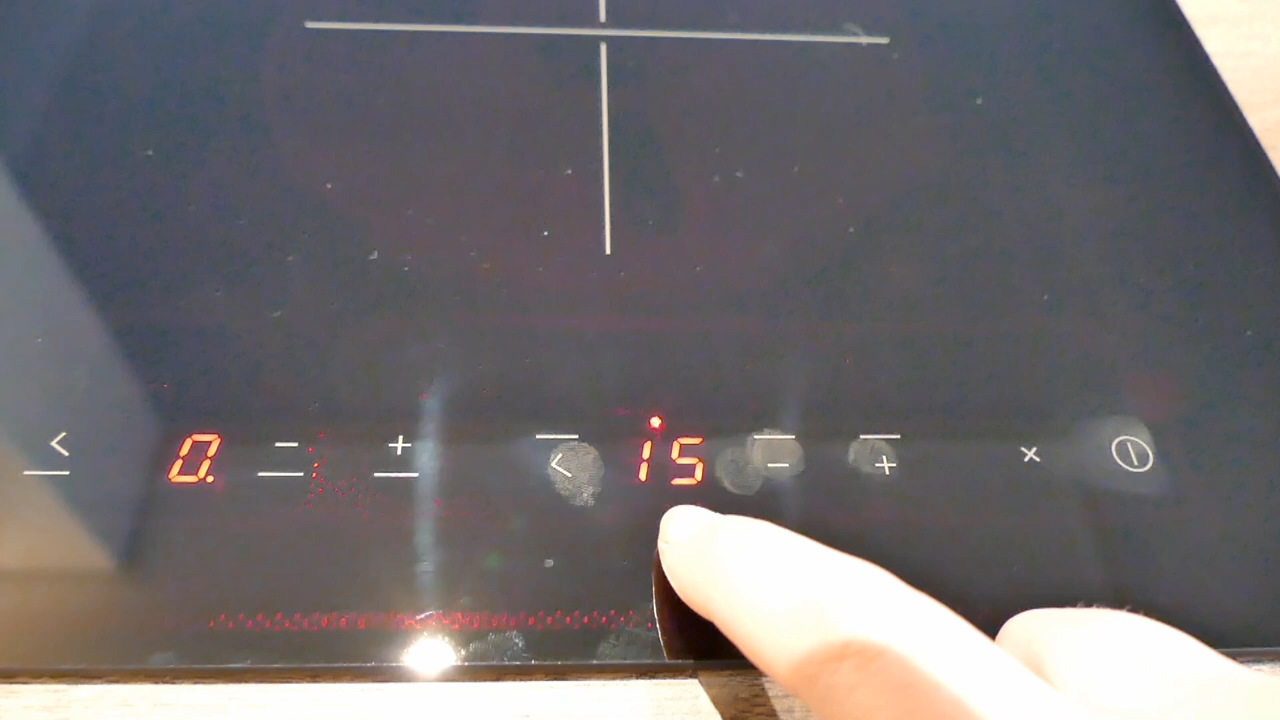 < 0. - + < 15 - + ×